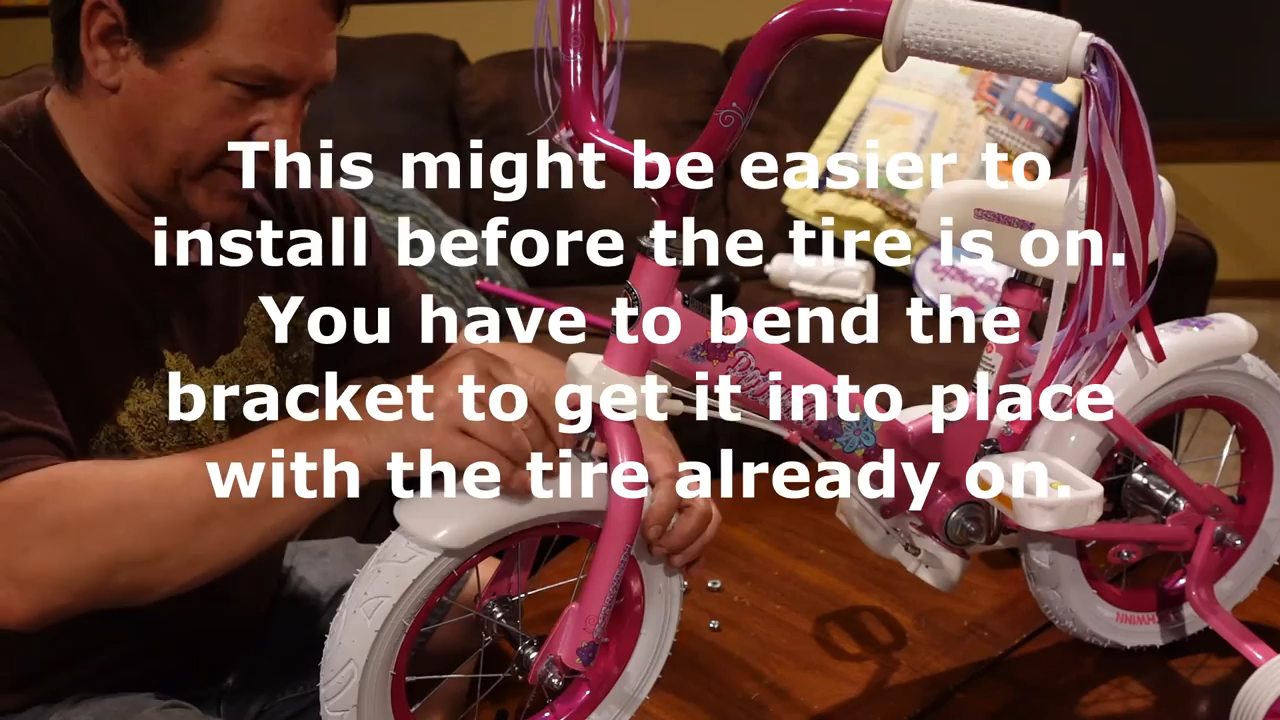 This might be easier to
install before the tire is on.
You have to bend the
bracket to get it into place
with the tire already on.
SCHWINN